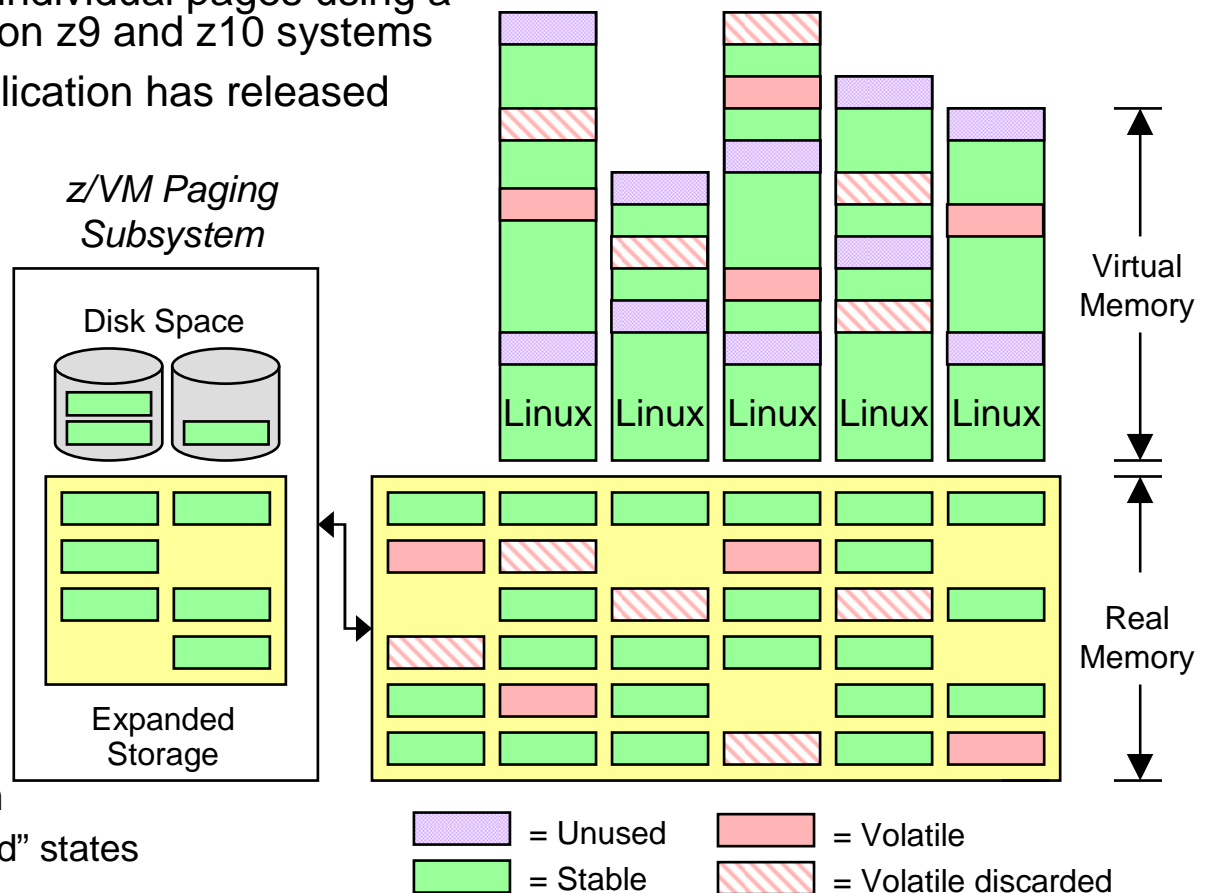 individual pages using a
on z9 and z10 systems
lication has released
z/VM Paging
Subsystem
Disk Space
Expanded
Storage
Linux Linux Linux Linux Linux
Virtual
Memory
Real
Memory
d" states
= Unused
= Volatile
= Stable
= Volatile discarded